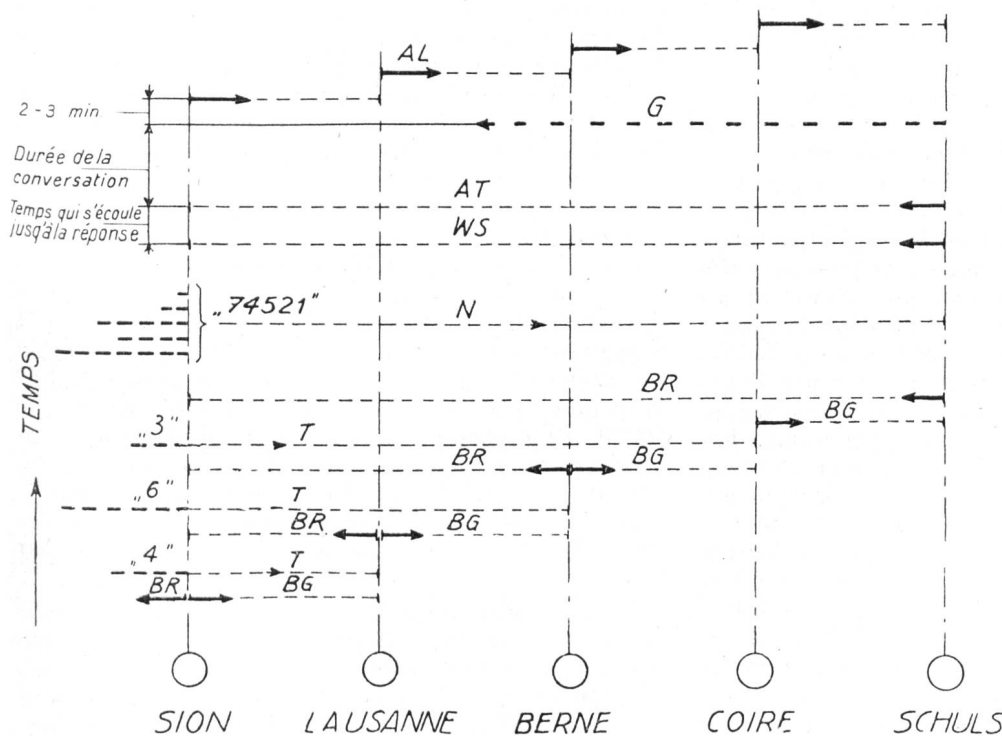 AL
2-3 min
G
Durée de la
conversation
AT
Temps qui s'écoule
jusqà la réponse
WS
„74521”
N
TEMPS
BR
BG
„3”
T
BR
BG
„6”
T
BR
BG
„4”
T
BR
BG
SION
LAUSANNE
BERNE
COIRE
SCHULS